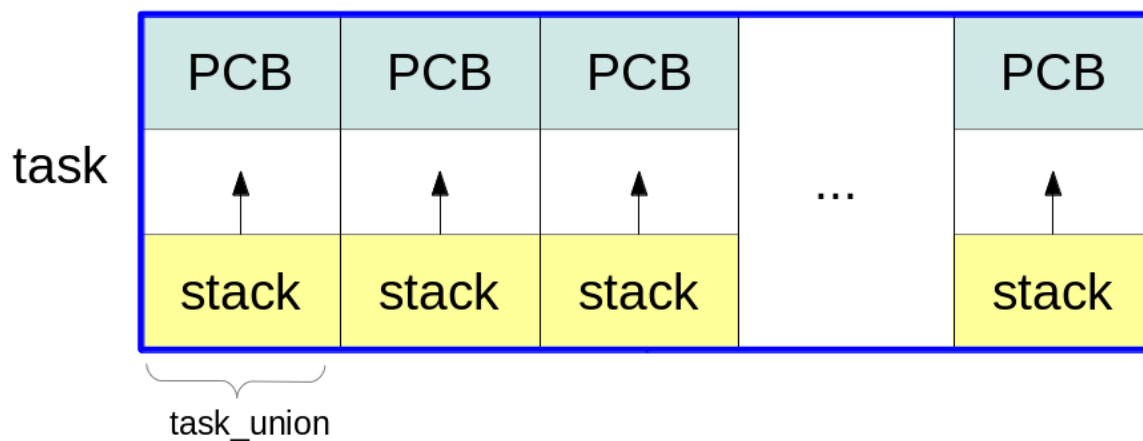 PCB PCB PCB PCB
task
...
stack stack stack stack
task_union